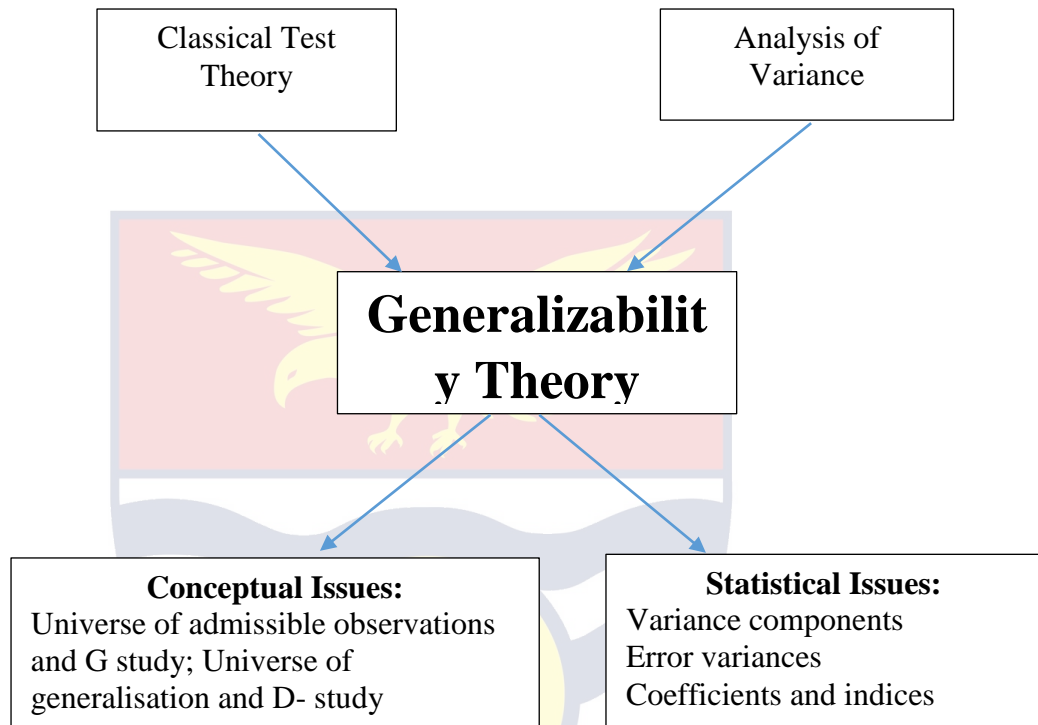 Classical Test
Theory
Analysis of
Variance
Generalizabilit
y Theory
Conceptual Issues:
Universe of admissible observations
and G study; Universe of
generalisation and D- study
Statistical Issues:
Variance components
Error variances
Coefficients and indices